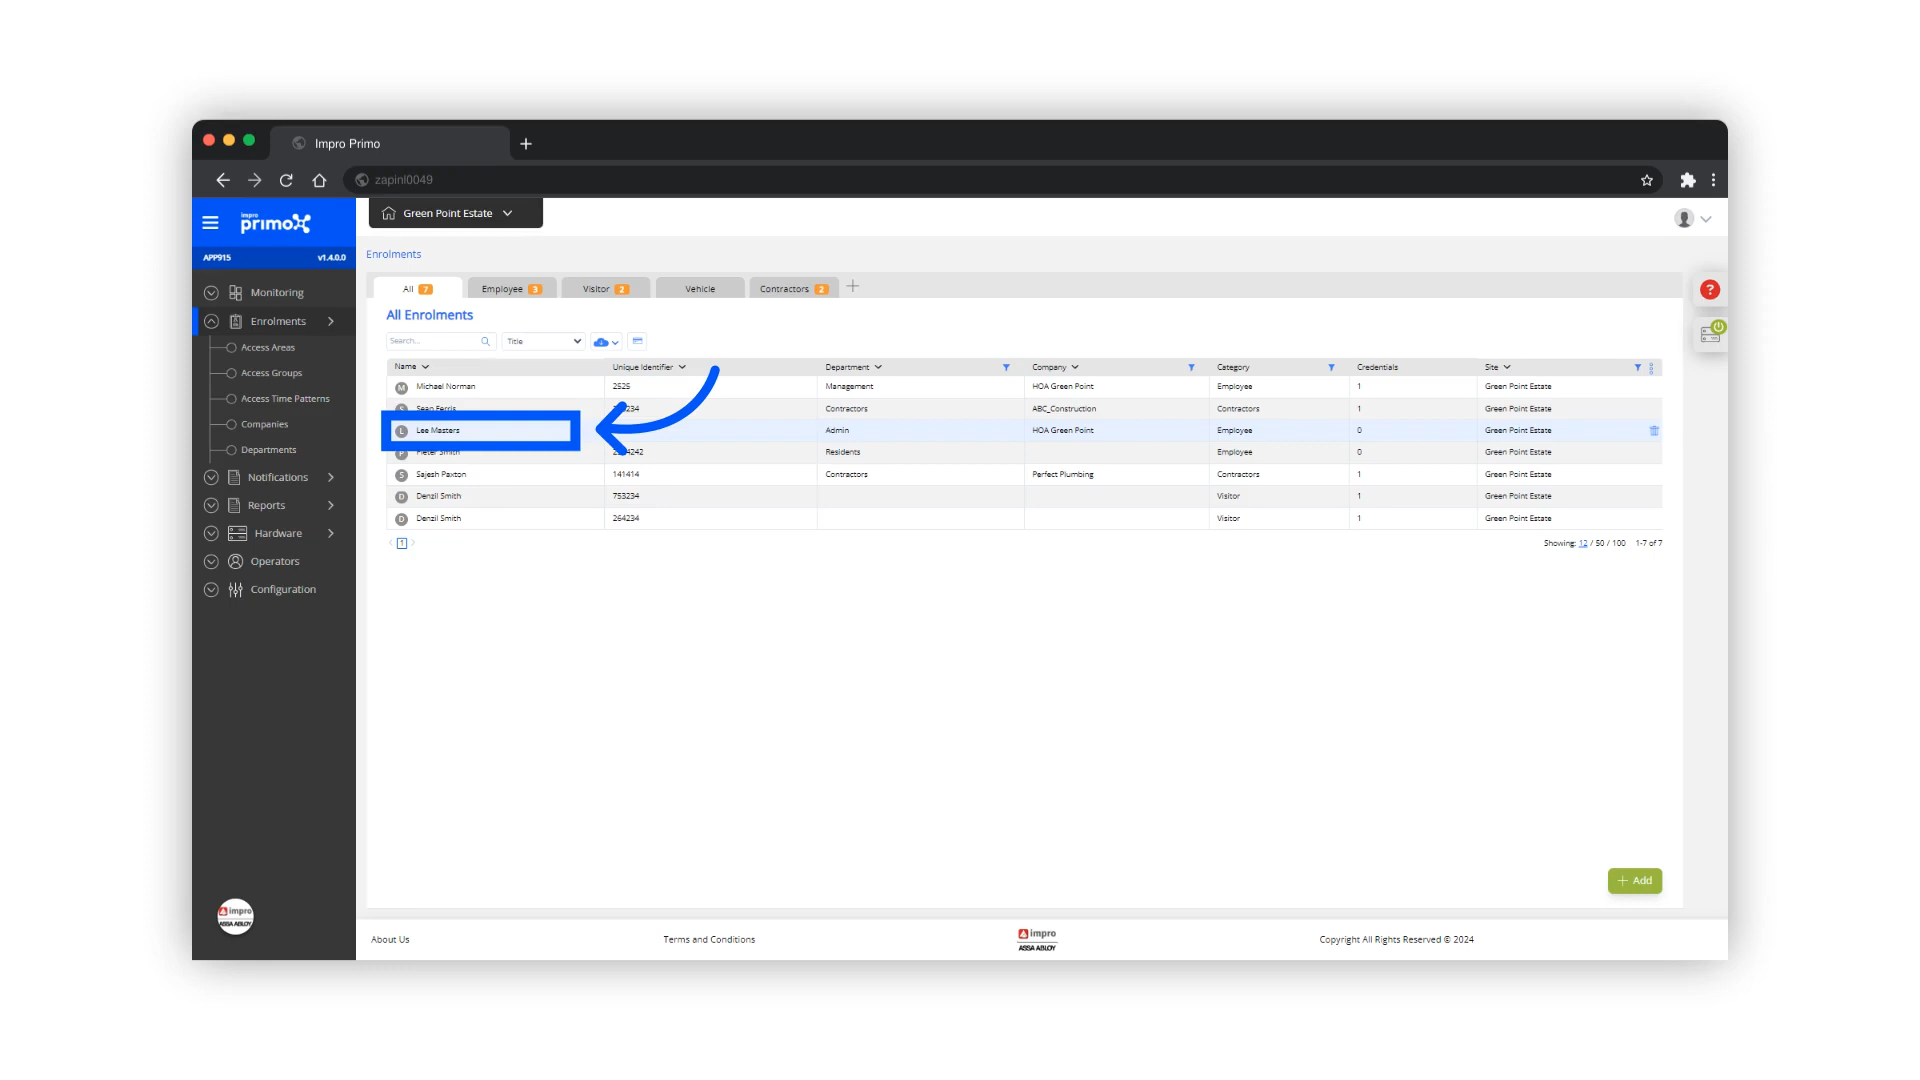 Impro Primo
zapinl0049
impro
primo
Green Point Estate
APP915 v1.4.0.0
Enrolments
Monitoring
Enrolments
Access Areas
Access Groups
Access Time Patterns
Companies
Departments
Notifications
Reports
Hardware
Operators
Configuration
All 7 Employee 3 Visitor 2 Vehicle Contractors 2
All Enrolments
Search... Title
Name Unique Identifier Department Company Category Credentials Site
M Michael Norman 2525 Management HOA Green Point Employee 1 Green Point Estate
Sean Ferris Contractors ABC_Construction Contractors 1 Green Point Estate
L Lee Masters Admin HOA Green Point Employee 0 Green Point Estate
P Pieter Smith Residents Employee 0 Green Point Estate
S Sajesh Paxton 141414 Contractors Perfect Plumbing Contractors 1 Green Point Estate
D Denzil Smith 753234 Visitor 1 Green Point Estate
D Denzil Smith 264234 Visitor 1 Green Point Estate
1 Showing: 12 / 50 / 100 1-7 of 7
+ Add
impro
ASSA ABLOY
About Us Terms and Conditions impro Copyright All Rights Reserved © 2024
ASSA ABLOY